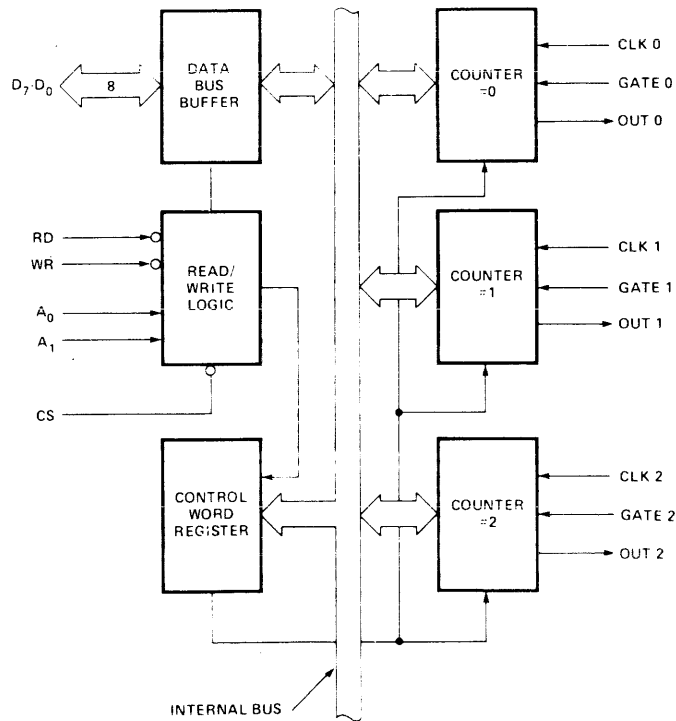 DATA
BUS
BUFFER
D7-D0
8
COUNTER
=0
CLK 0
GATE 0
OUT 0
RD
WR
A0
A1
READ/
WRITE
LOGIC
CS
COUNTER
=1
CLK 1
GATE 1
OUT 1
CONTROL
WORD
REGISTER
COUNTER
=2
CLK 2
GATE 2
OUT 2
INTERNAL BUS